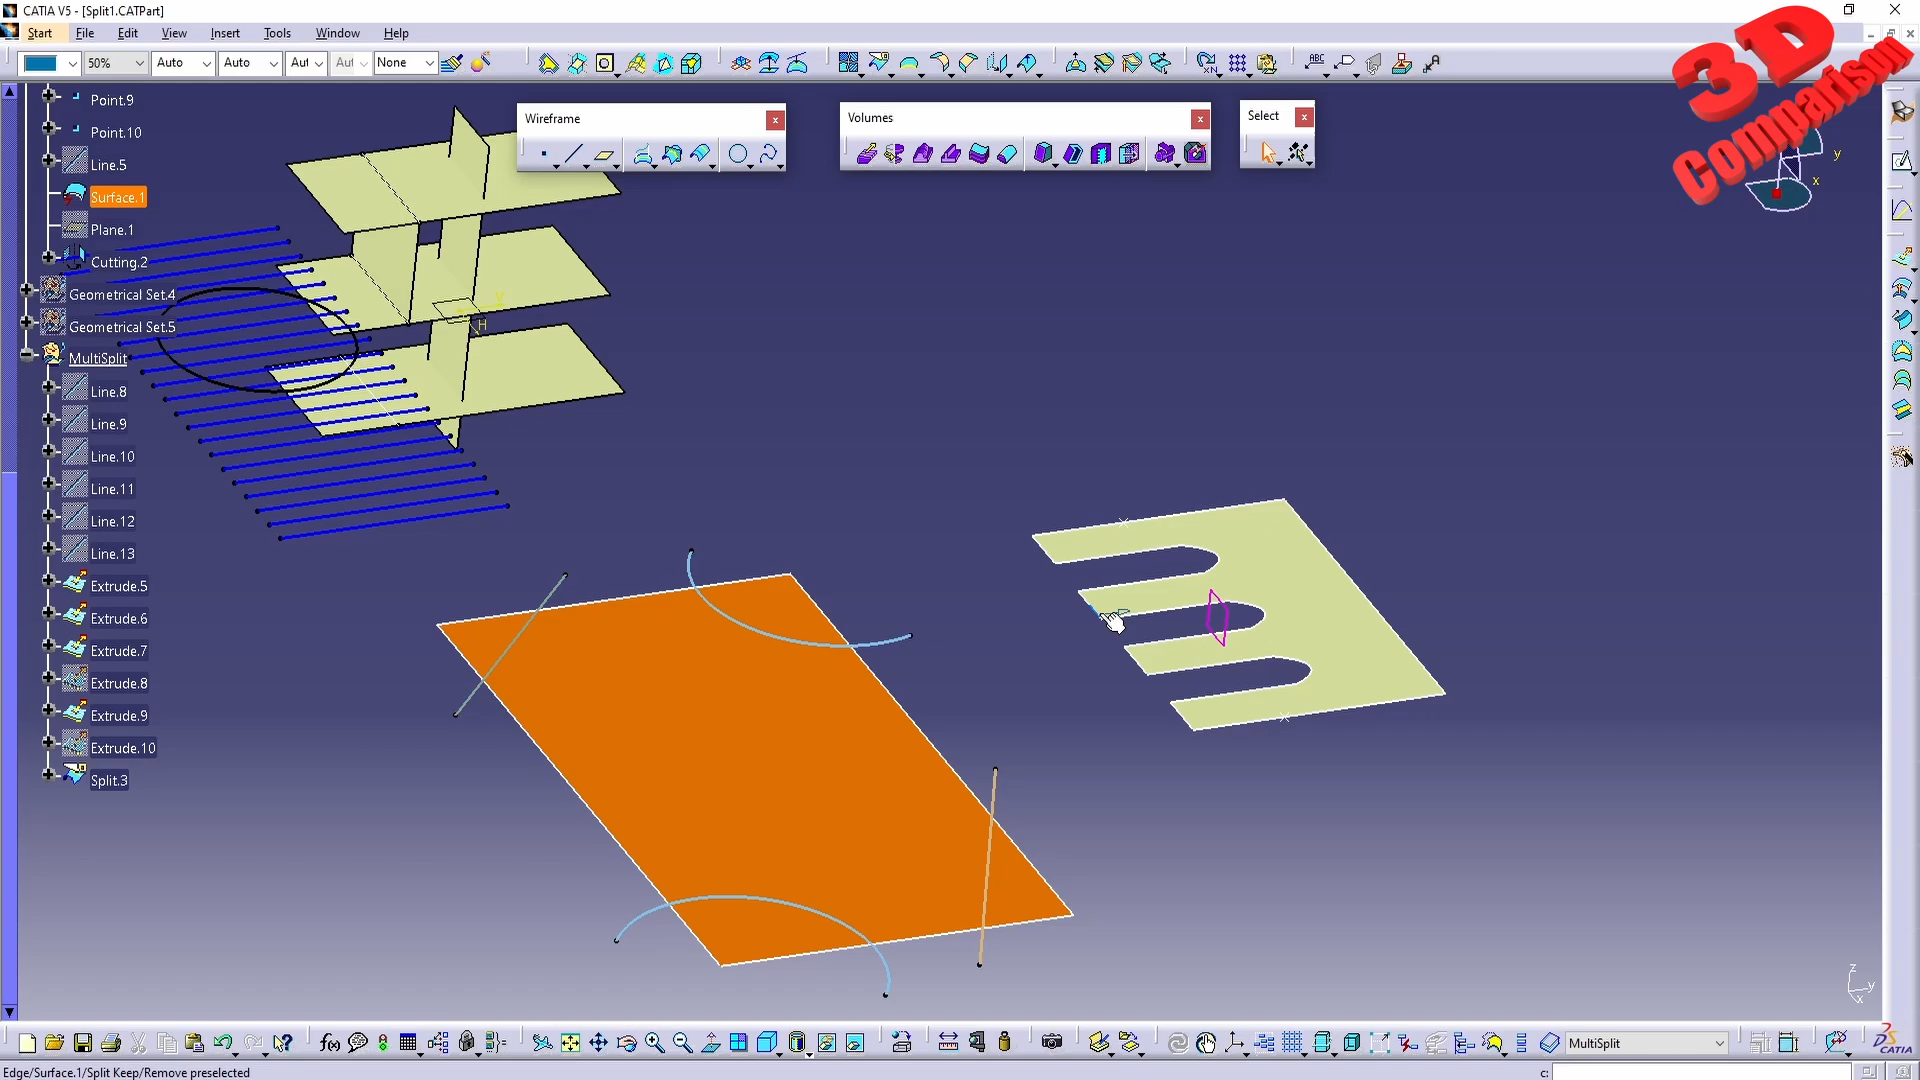 CATIA V5 - [Split1.CATPart]
Start File Edit View Insert Tools Window Help
50% Auto Auto Aut Aut None
ABC
3D
Comparison
Wireframe
Volumes
Select
y
x
Point.9
Point.10
Line.5
Surface.1
Plane.1
Cutting.2
Geometrical Set.4
Geometrical Set.5
MultiSplit
Line.8
Line.9
Line.10
Line.11
Line.12
Line.13
Extrude.5
Extrude.6
Extrude.7
Extrude.8
Extrude.9
Extrude.10
Split.3
V
H
z
y
x
f(x)
MultiSplit
CATIA
Edge/Surface.1/Split Keep/Remove preselected
c: